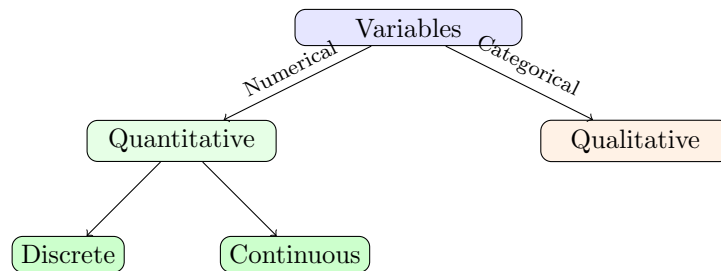 Variables
Numerical
Categorical
Quantitative
Qualitative
Discrete
Continuous